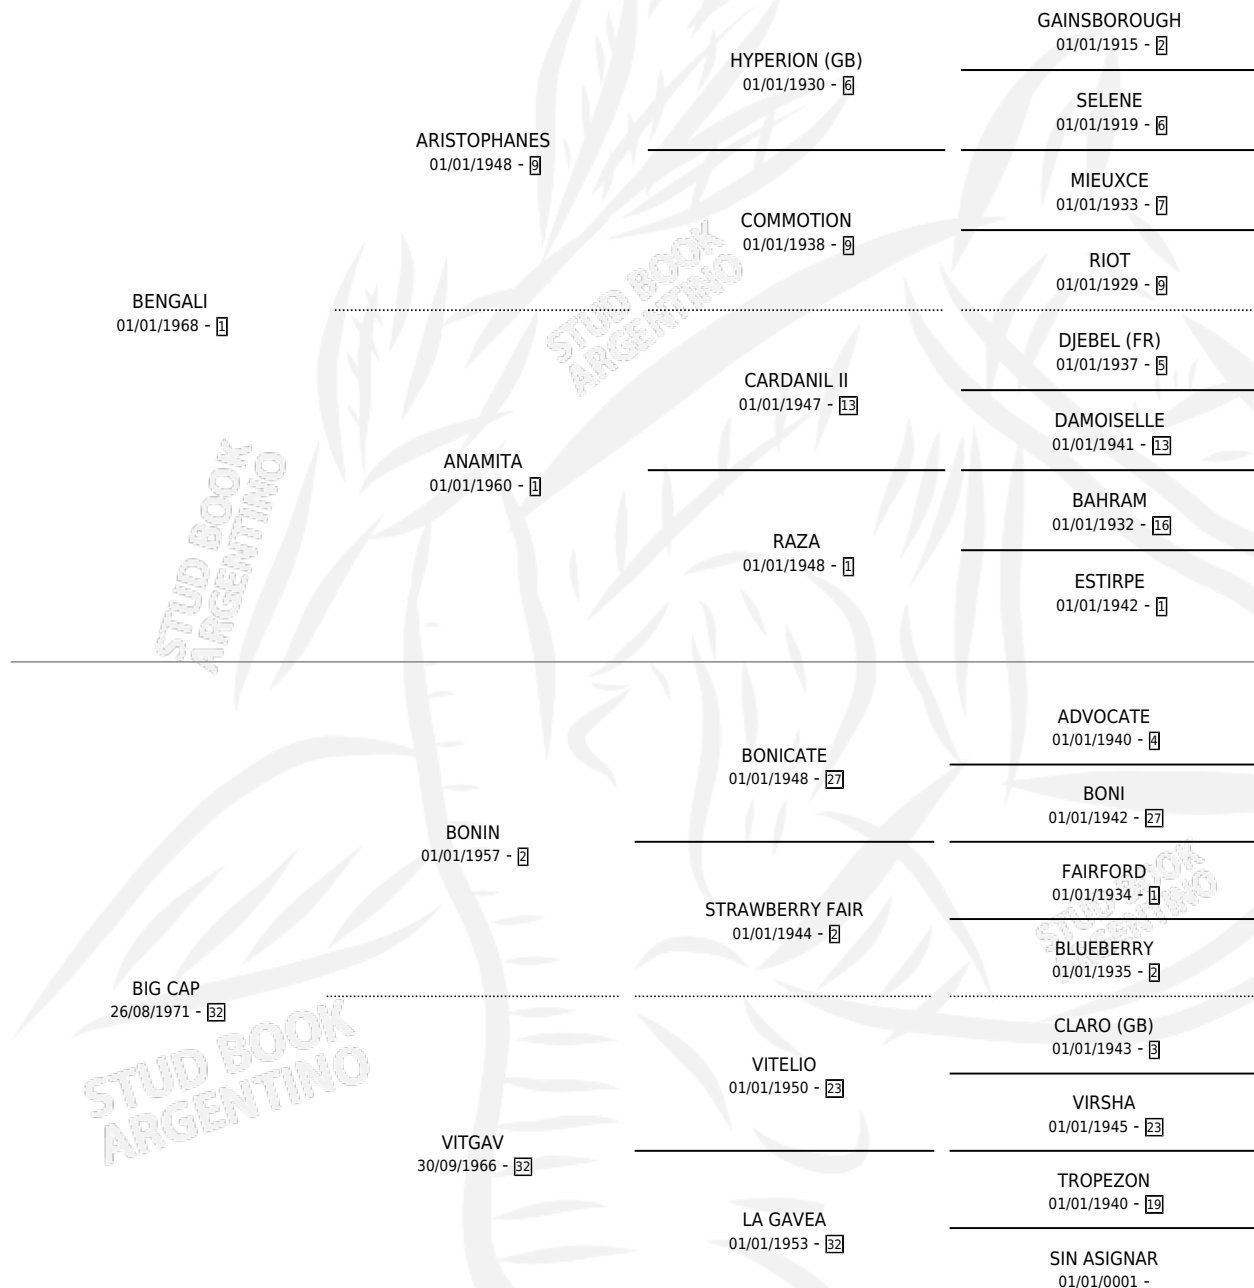 GAINSBOROUGH
01/01/1915 - 2
HYPERION (GB)
01/01/1930 - 6
SELENE
01/01/1919 - 6
ARISTOPHANES
01/01/1948 - 9
MIEUXCE
01/01/1933 - 7
COMMOTION
01/01/1938 - 9
RIOT
01/01/1929 - 9
BENGALI
01/01/1968 - 1
DJEBEL (FR)
01/01/1937 - 5
CARDANIL II
01/01/1947 - 13
DAMOISELLE
01/01/1941 - 13
ANAMITA
01/01/1960 - 1
BAHRAM
01/01/1932 - 16
RAZA
01/01/1948 - 1
ESTIRPE
01/01/1942 - 1
ADVOCATE
01/01/1940 - 4
BONICATE
01/01/1948 - 27
BONI
01/01/1942 - 27
BONIN
01/01/1957 - 2
FAIRFORD
01/01/1934 - 1
STRAWBERRY FAIR
01/01/1944 - 2
BLUEBERRY
01/01/1935 - 2
BIG CAP
26/08/1971 - 32
CLARO (GB)
01/01/1943 - 3
VITELIO
01/01/1950 - 23
VIRSHA
01/01/1945 - 23
VITGAV
30/09/1966 - 32
TROPEZON
01/01/1940 - 19
LA GAVEA
01/01/1953 - 32
SIN ASIGNAR
01/01/0001 -
STUD BOOK
ARGENTINO
STUD BOOK
ARGENTINO
STUD BOOK
ARGENTINO
STUD BOOK
ARGENTINO